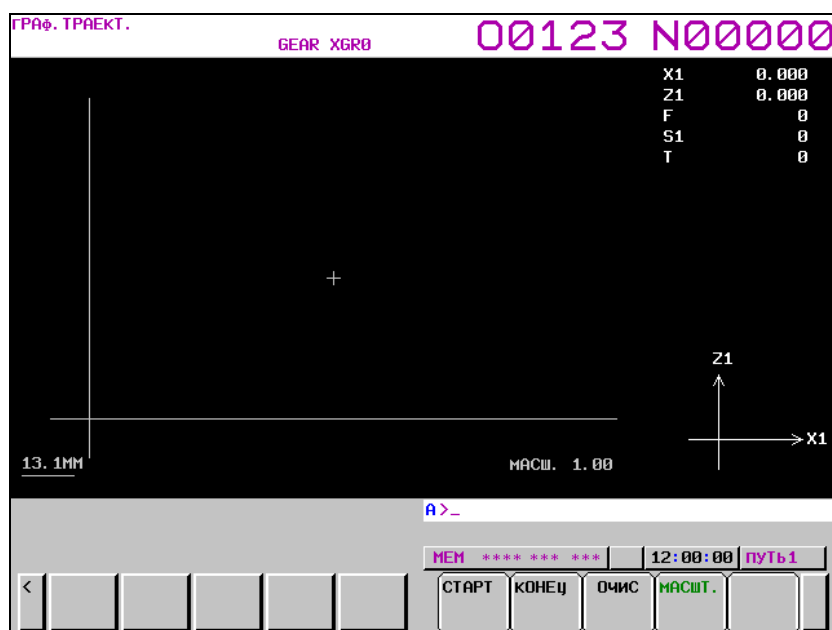 ГРАФ.ТРАЕКТ.
GEAR XGR0 O0123 N00000
X1 0.000
Z1 0.000
F 0
S1 0
T 0
Z1
X1
13.1ММ
МАСШ. 1.00
A>_
MEM **** *** *** 12:00:00 ПУТЬ1
< СТАРТ КОНЕЦ ОЧИС МАСШТ.